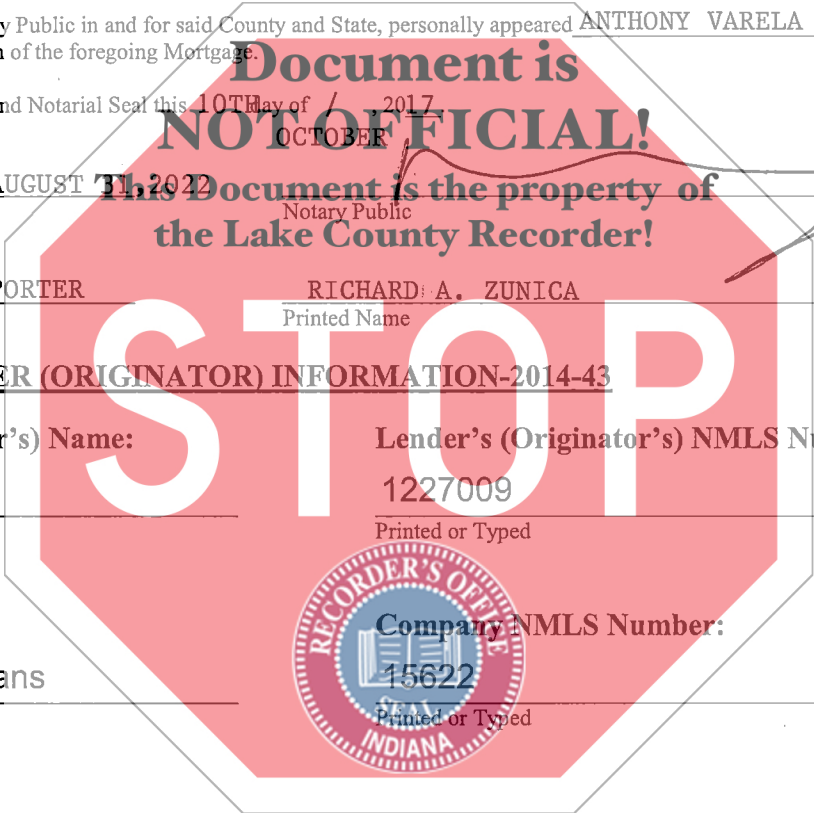 y Public in and for said County and State, personally appeared ANTHONY VARELA
n of the foregoing Mortgage.
Document is
nd Notarial Seal this 10TH day of / , 2017.
NOT OFFICIAL!
OCTOBER
AUGUST 31, 2022
This Document is the property of
Notary Public
the Lake County Recorder!
PORTER RICHARD A. ZUNICA
Printed Name
STOP
ER (ORIGINATOR) INFORMATION-2014-43
r's) Name: Lender's (Originator's) NMLS Nu
1227009
Printed or Typed
RECORDER'S OFFICE
Company NMLS Number:
ans 15622
SEAL
Printed or Typed
INDIANA